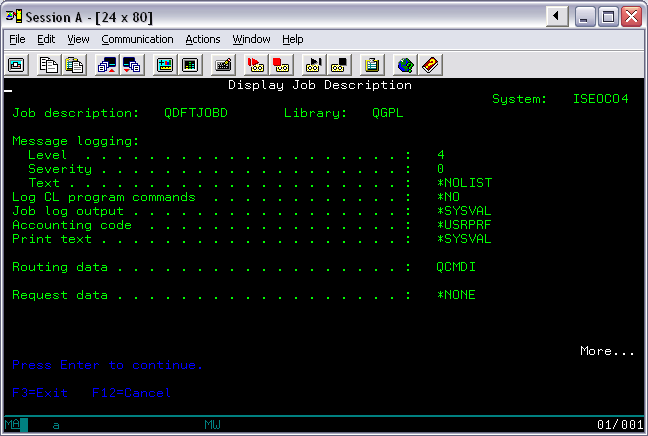 Session A - [24 x 80]
File Edit View Communication Actions Window Help
Display Job Description
System: ISEOCO4
Job description: QDFTJOBD Library: QGPL
Message logging:
Level . . . . . . . . . . . . . . . . . . . . : 4
Severity . . . . . . . . . . . . . . . . . . . : 0
Text . . . . . . . . . . . . . . . . . . . . . : *NOLIST
Log CL program commands . . . . . . . . . . . . : *NO
Job log output . . . . . . . . . . . . . . . . . : *SYSVAL
Accounting code . . . . . . . . . . . . . . . . : *USRPRF
Print text . . . . . . . . . . . . . . . . . . . : *SYSVAL
Routing data . . . . . . . . . . . . . . . . . . : QCMDI
Request data . . . . . . . . . . . . . . . . . . : *NONE
More...
Press Enter to continue.
F3=Exit F12=Cancel
MA a MW 01/001